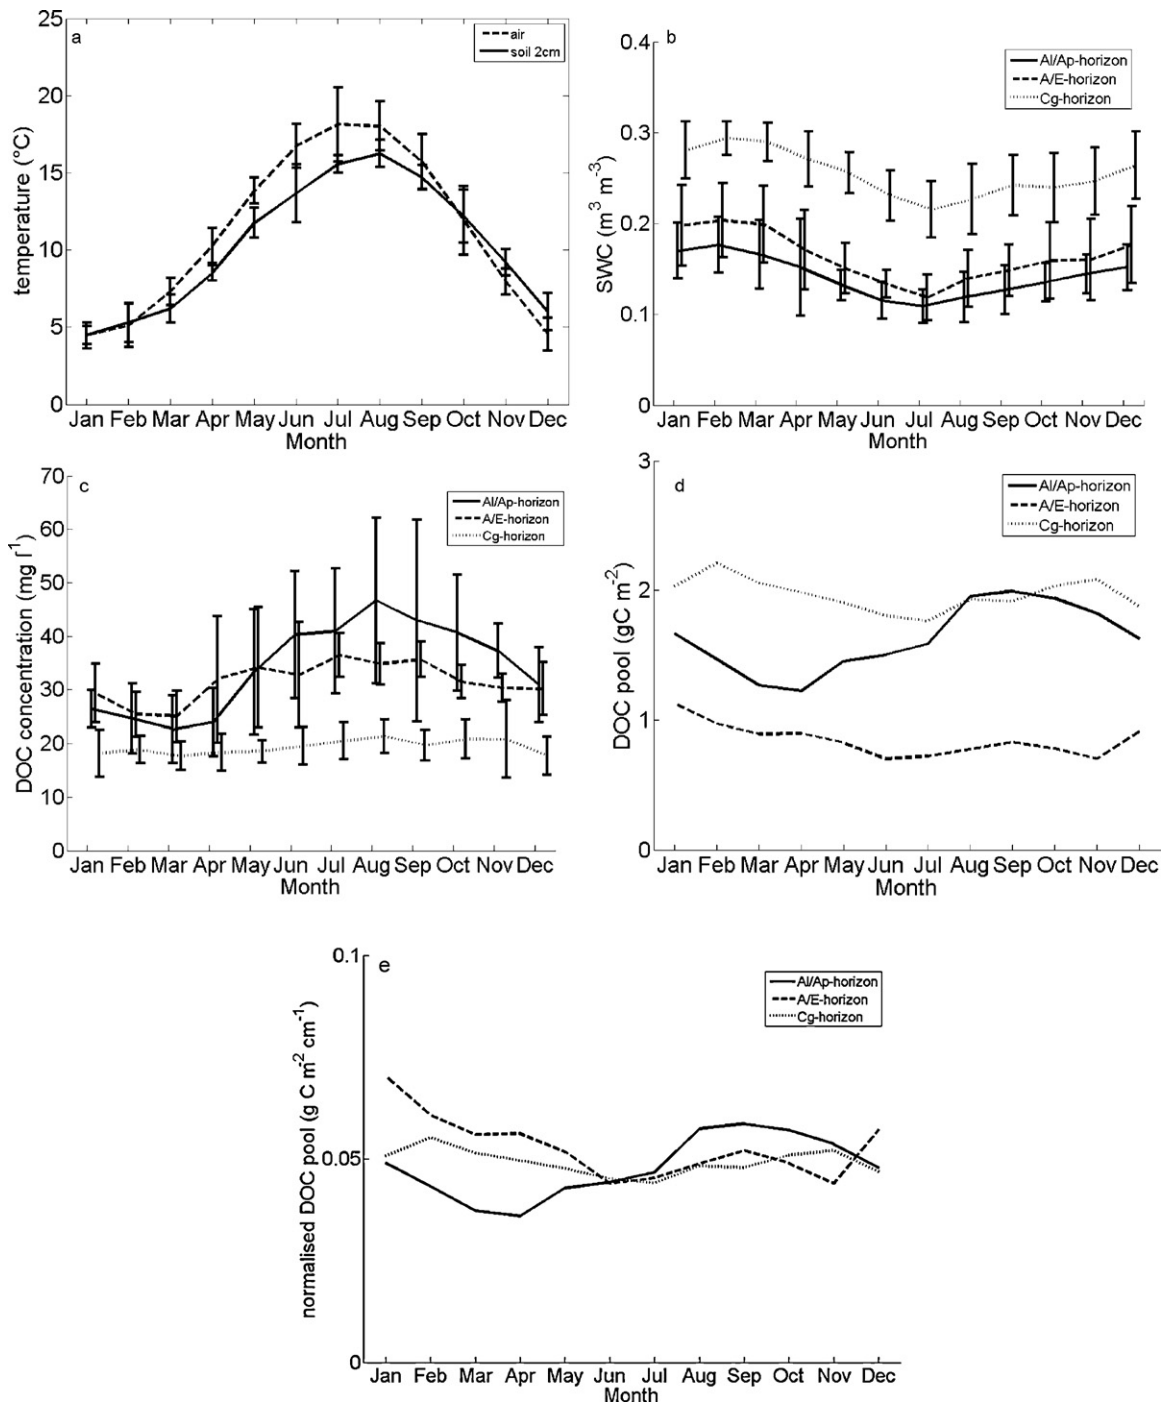 a
air
soil 2cm
25
20
15
10
5
0
temperature (°C)
Jan Feb Mar Apr May Jun Jul Aug Sep Oct Nov Dec
Month
b
Al/Ap-horizon
A/E-horizon
Cg-horizon
0.4
0.3
0.2
0.1
0
SWC (m³ m⁻³)
Jan Feb Mar Apr May Jun Jul Aug Sep Oct Nov Dec
Month
c
Al/Ap-horizon
A/E-horizon
Cg-horizon
70
60
50
40
30
20
10
0
DOC concentration (mg l⁻¹)
Jan Feb Mar Apr May Jun Jul Aug Sep Oct Nov Dec
Month
d
Al/Ap-horizon
A/E-horizon
Cg-horizon
3
2
1
0
DOC pool (gC m⁻²)
Jan Feb Mar Apr May Jun Jul Aug Sep Oct Nov Dec
Month
e
Al/Ap-horizon
A/E-horizon
Cg-horizon
0.1
0.05
0
normalised DOC pool (g C m⁻² cm⁻¹)
Jan Feb Mar Apr May Jun Jul Aug Sep Oct Nov Dec
Month